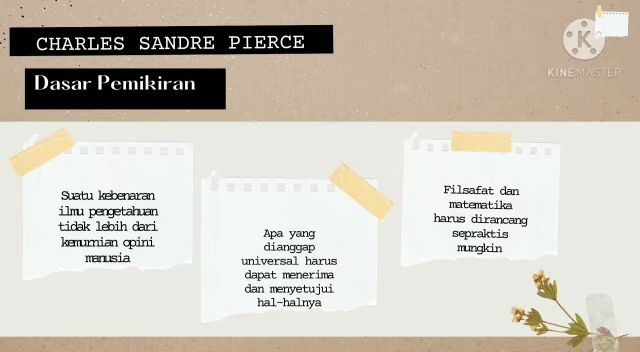 CHARLES SANDRE PIERCE
Dasar Pemikiran
K
KINEMASTER
Suatu kebenaran
ilmu pengetahuan
tidak lebih dari
kemurnian opini
manusia
Apa yang
dianggap
universal harus
dapat menerima
dan menyetujui
hal-halnya
Filsafat dan
matematika
harus dirancang
sepraktis
mungkin